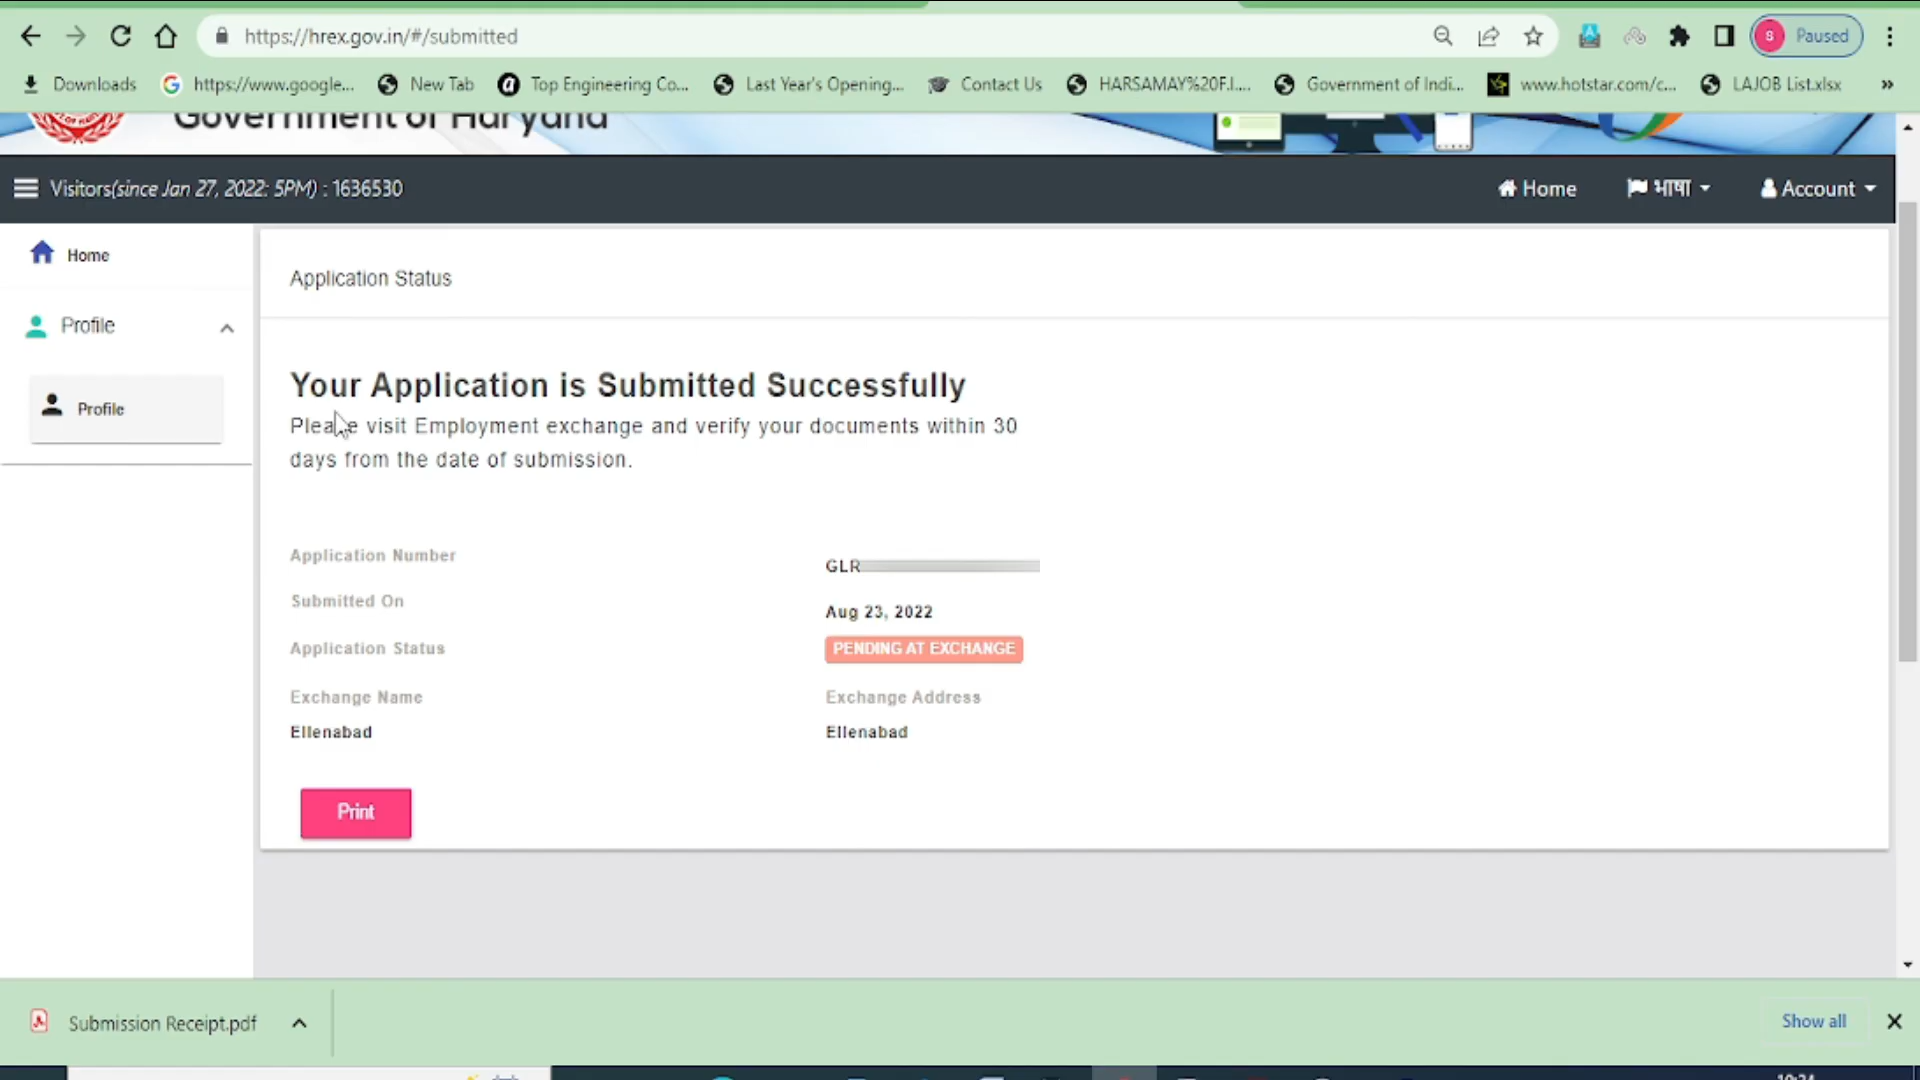 https://hrex.gov.in/#/submitted
Paused
Downloads https://www.google... New Tab Top Engineering Co... Last Year's Opening... Contact Us HARSAMAY%20F.I.... Government of Indi... www.hotstar.com/c... LAJOB List.xlsx »
Government of Haryana
Visitors(since Jan 27, 2022: 5PM) : 1636530
Home भाषा Account
Home
Profile
Profile
Application Status
Your Application is Submitted Successfully
Please visit Employment exchange and verify your documents within 30
days from the date of submission.
Application Number
GLR
Submitted On
Aug 23, 2022
Application Status
PENDING AT EXCHANGE
Exchange Name Exchange Address
Ellenabad Ellenabad
Print
Submission Receipt.pdf
Show all